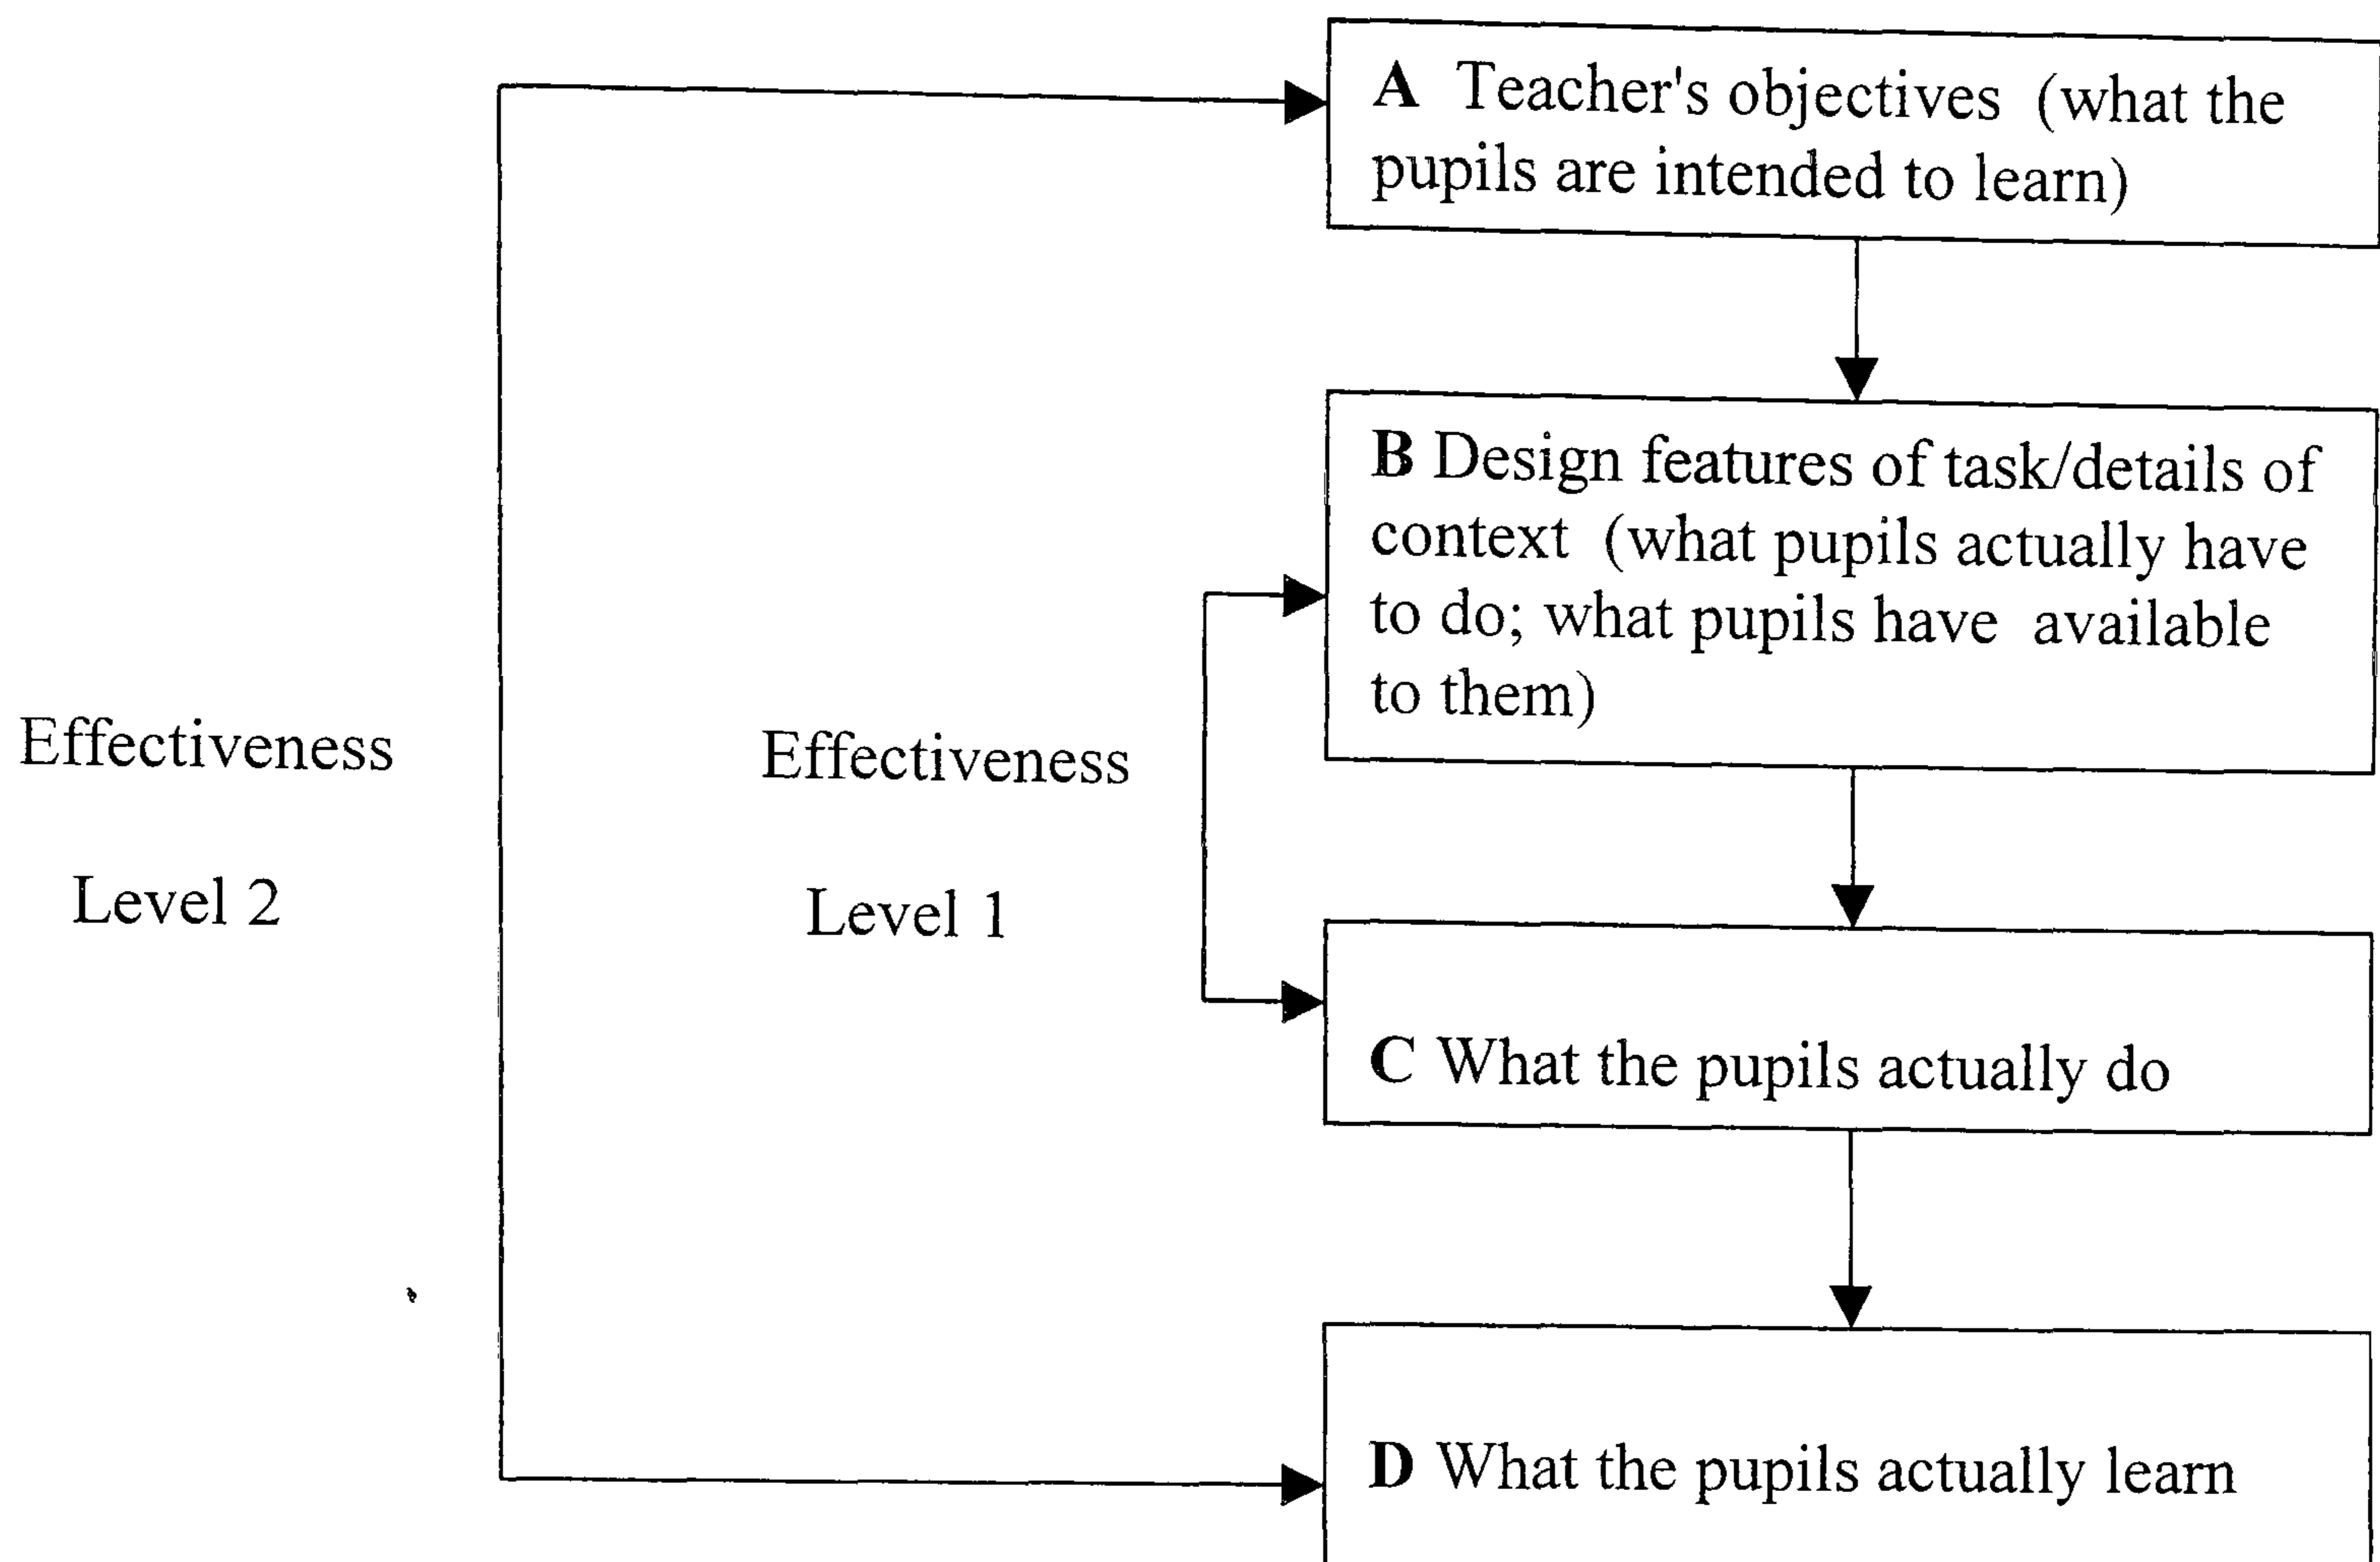 A Teacher's objectives (what the
pupils are intended to learn)
B Design features of task/details of
context (what pupils actually have
to do; what pupils have available
to them)
Effectiveness
Level 2
Effectiveness
Level 1
C What the pupils actually do
D What the pupils actually learn